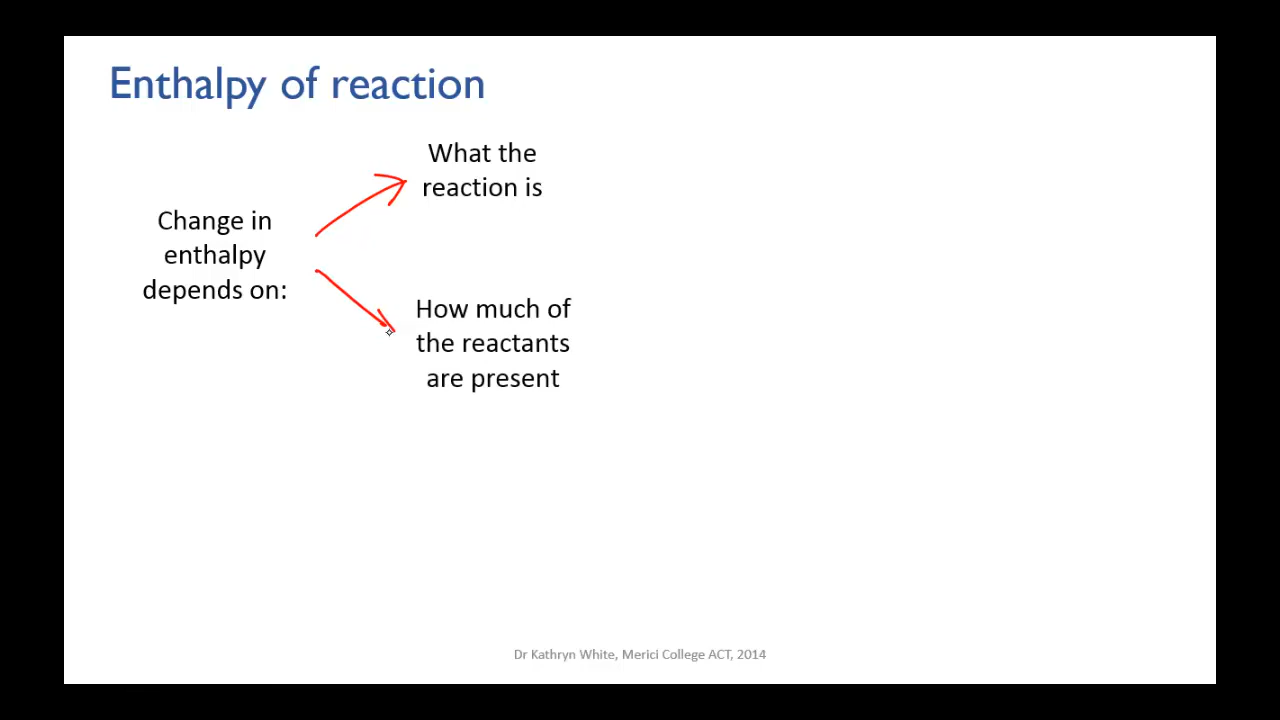 Enthalpy of reaction
What the
reaction is
Change in
enthalpy
depends on:
How much of
the reactants
are present
Dr Kathryn White, Merici College ACT, 2014